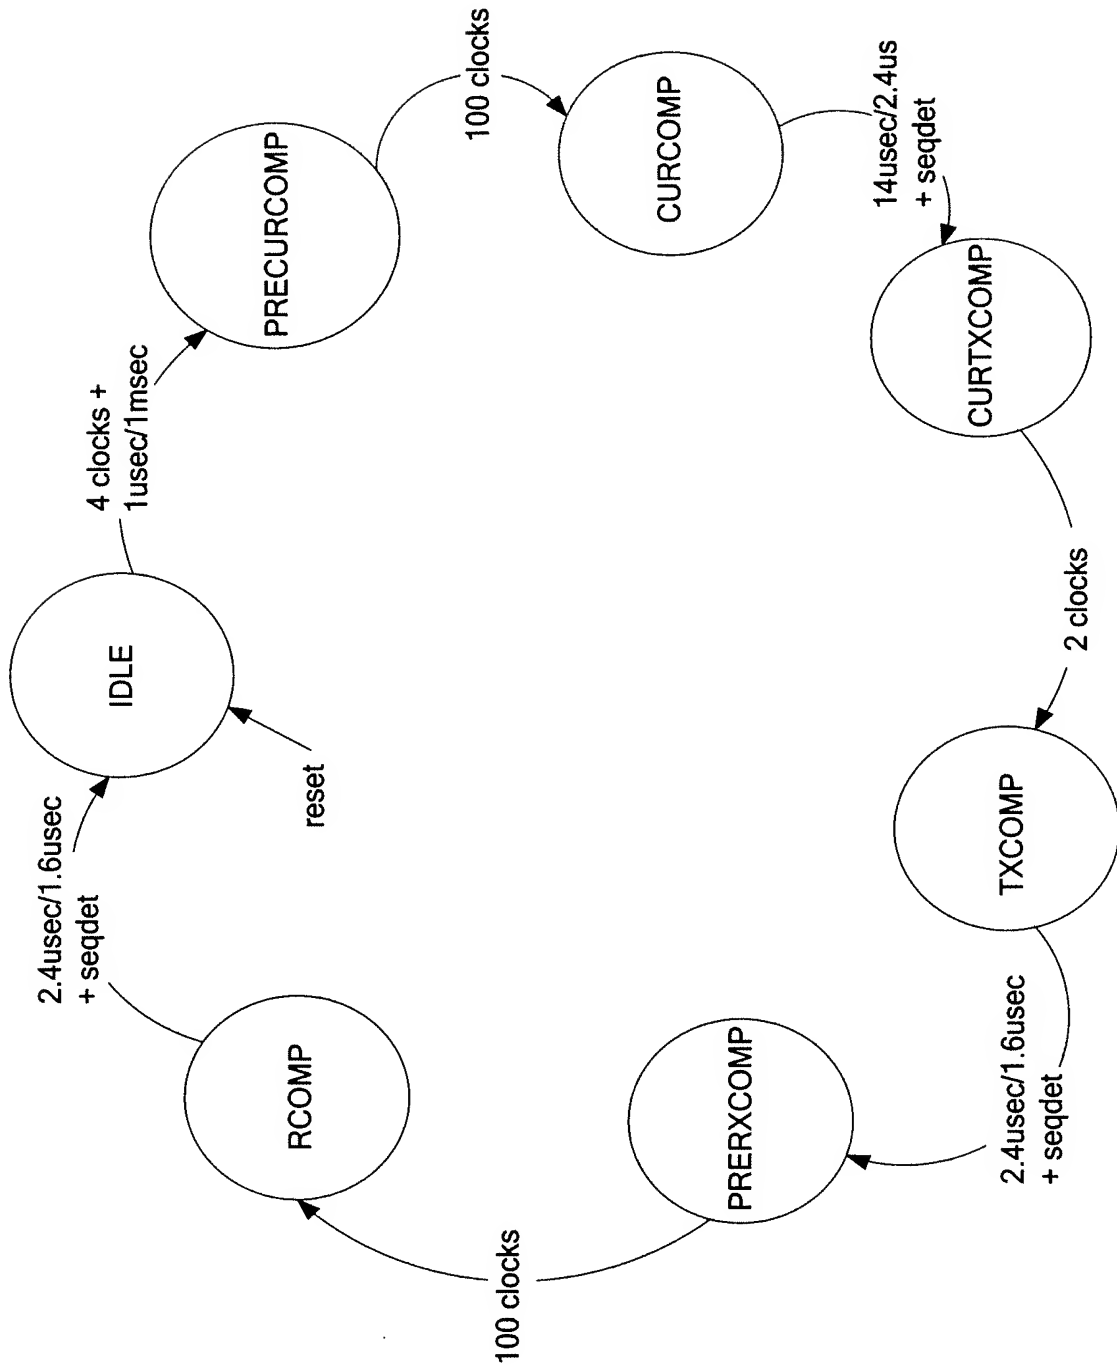 IDLE
4 clocks +
1usec/1msec
PRECURCOMP
100 clocks
CURCOMP
14usec/2.4us
+ seqdet
CURTXCOMP
2 clocks
TXCOMP
2.4usec/1.6usec
+ seqdet
PRERXCOMP
100 clocks
RCOMP
2.4usec/1.6usec
+ seqdet
reset